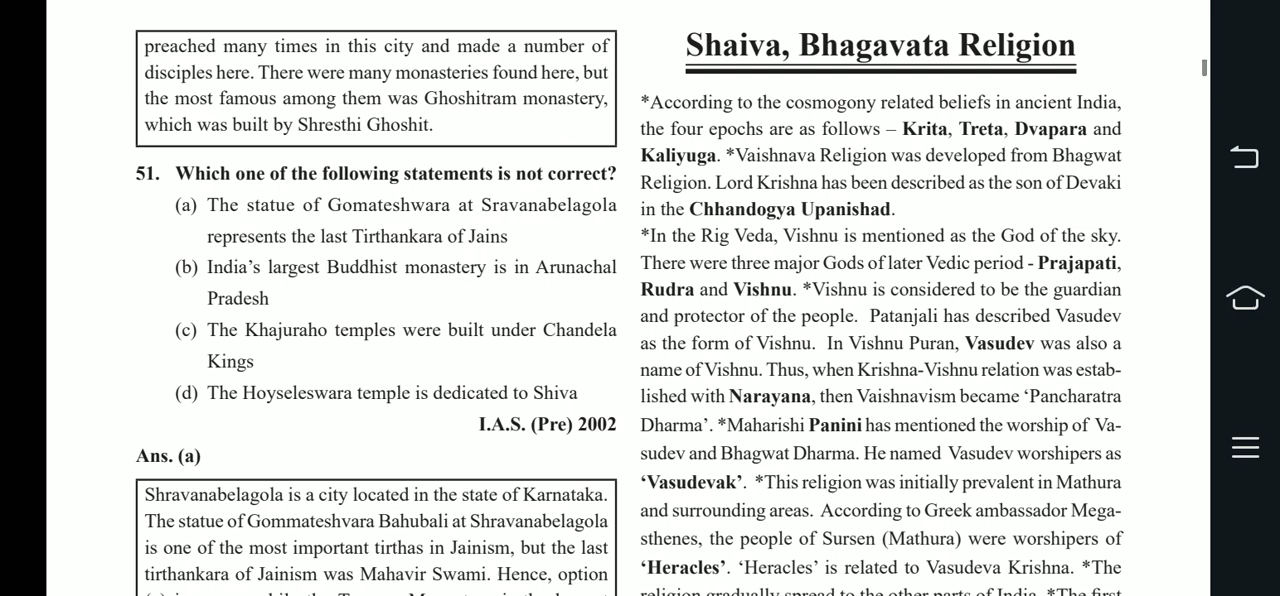 preached many times in this city and made a number of
disciples here. There were many monasteries found here, but
the most famous among them was Ghoshitram monastery,
which was built by Shresthi Ghoshit.
51. Which one of the following statements is not correct?
(a) The statue of Gomateshwara at Sravanabelagola
represents the last Tirthankara of Jains
(b) India's largest Buddhist monastery is in Arunachal
Pradesh
(c) The Khajuraho temples were built under Chandela
Kings
(d) The Hoyseleswara temple is dedicated to Shiva
I.A.S. (Pre) 2002
Ans. (a)
Shravanabelagola is a city located in the state of Karnataka.
The statue of Gommateshvara Bahubali at Shravanabelagola
is one of the most important tirthas in Jainism, but the last
tirthankara of Jainism was Mahavir Swami. Hence, option
Shaiva, Bhagavata Religion
*According to the cosmogony related beliefs in ancient India,
the four epochs are as follows – Krita, Treta, Dvapara and
Kaliyuga. *Vaishnava Religion was developed from Bhagwat
Religion. Lord Krishna has been described as the son of Devaki
in the Chhandogya Upanishad.
*In the Rig Veda, Vishnu is mentioned as the God of the sky.
There were three major Gods of later Vedic period - Prajapati,
Rudra and Vishnu. *Vishnu is considered to be the guardian
and protector of the people. Patanjali has described Vasudev
as the form of Vishnu. In Vishnu Puran, Vasudev was also a
name of Vishnu. Thus, when Krishna-Vishnu relation was estab-
lished with Narayana, then Vaishnavism became 'Pancharatra
Dharma'. *Maharishi Panini has mentioned the worship of Va-
sudev and Bhagwat Dharma. He named Vasudev worshipers as
'Vasudevak'. *This religion was initially prevalent in Mathura
and surrounding areas. According to Greek ambassador Mega-
sthenes, the people of Sursen (Mathura) were worshipers of
'Heracles'. 'Heracles' is related to Vasudeva Krishna. *The
religion gradually spread to the other parts of India. *The first